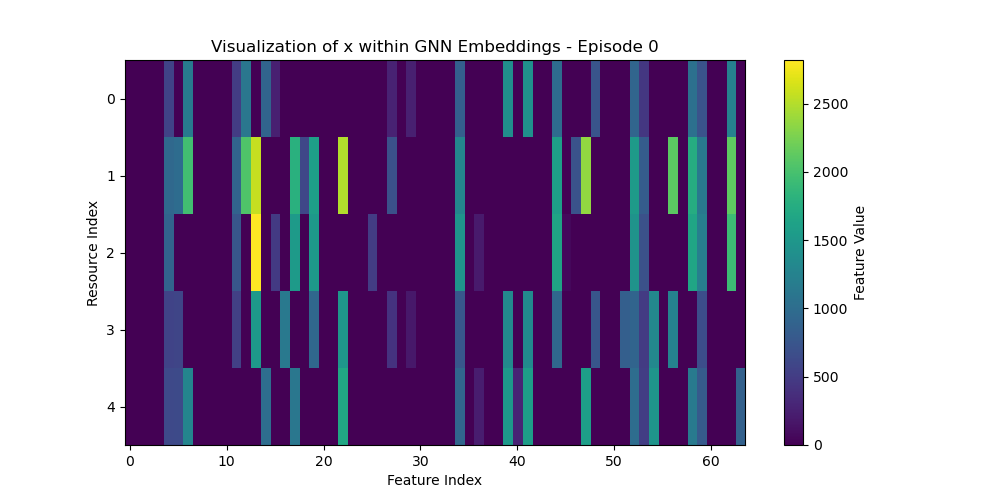 Visualization of x within GNN Embeddings - Episode 0
Resource Index
0
1
2
3
4
0 10 20 30 40 50 60
Feature Index
2500
2000
1500
1000
500
0
Feature Value